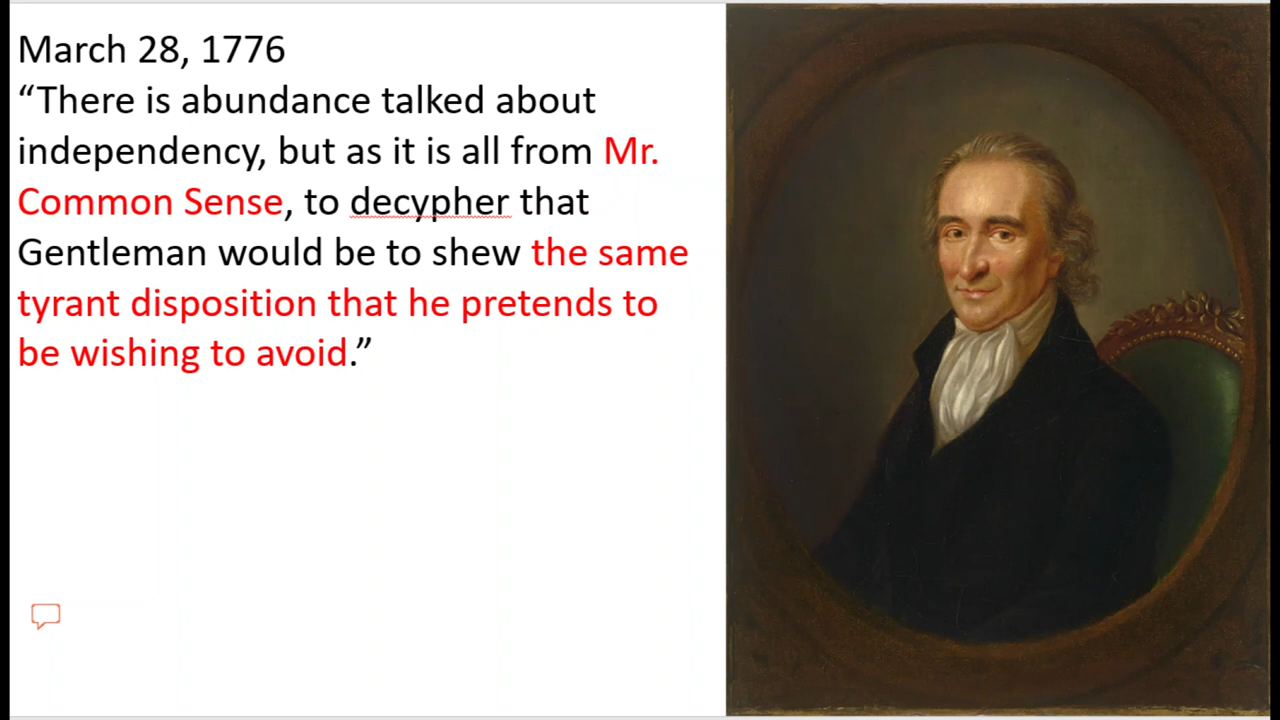 March 28, 1776
“There is abundance talked about
independency, but as it is all from Mr.
Common Sense, to decypher that
Gentleman would be to shew the same
tyrant disposition that he pretends to
be wishing to avoid.”